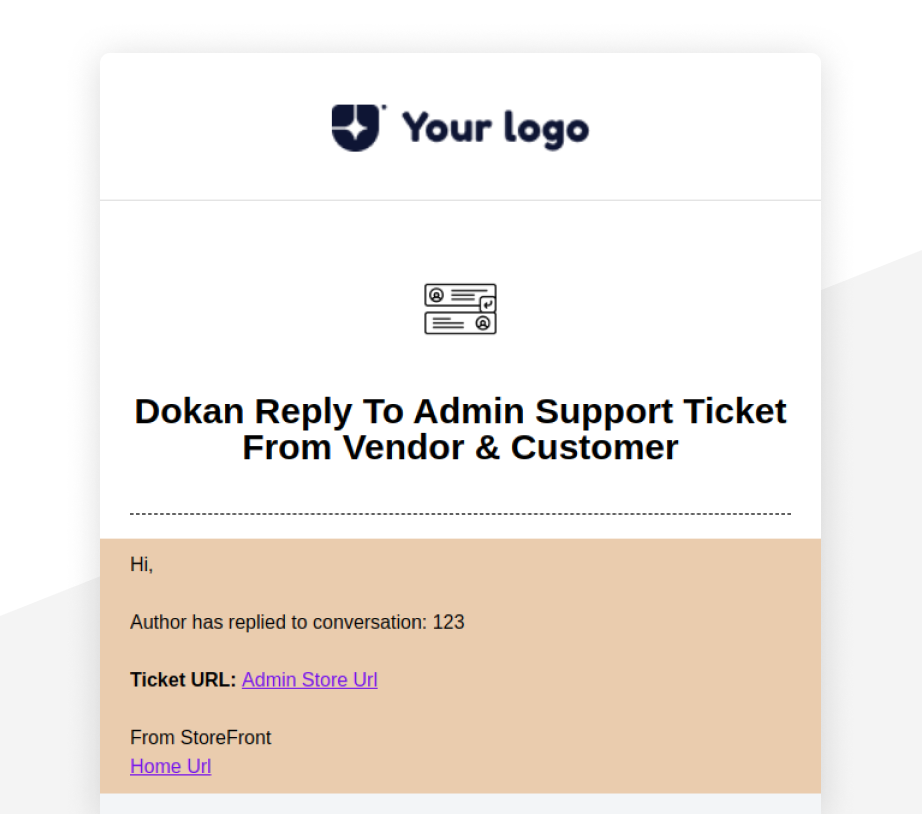 Your logo
Dokan Reply To Admin Support Ticket
From Vendor & Customer
Hi,
Author has replied to conversation: 123
Ticket URL: Admin Store Url
From StoreFront
Home Url